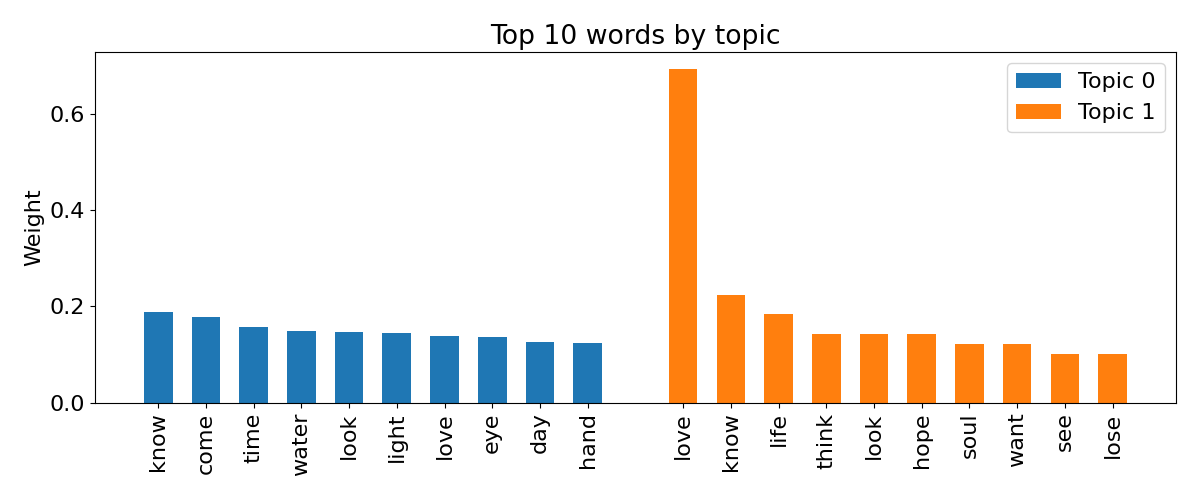 Top 10 words by topic
Topic 0
Topic 1
Weight
0.6
0.4
0.2
0.0
know
come
time
water
look
light
love
eye
day
hand
love
know
life
think
look
hope
soul
want
see
lose